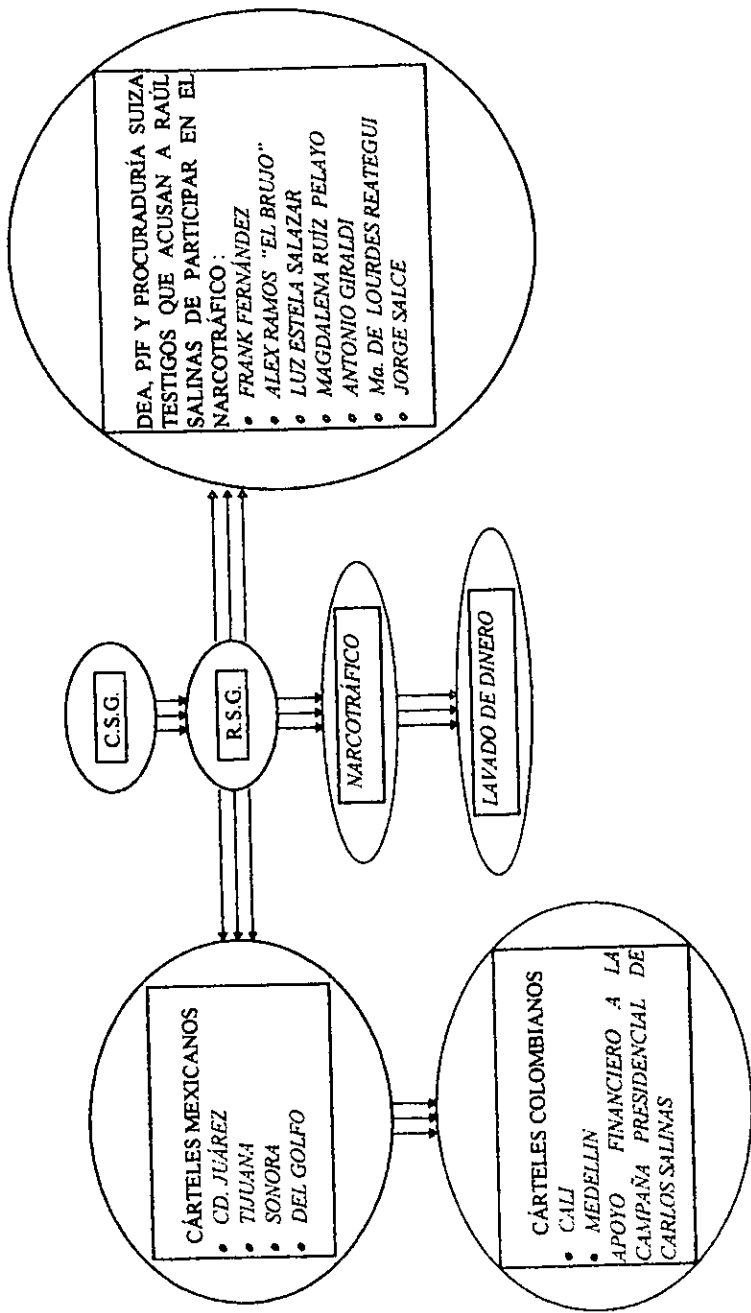 C.S.G.
R.S.G.
NARCOTRÁFICO
LAVADO DE DINERO
CÁRTELES MEXICANOS
• CD. JUÁREZ
• TIJUANA
• SONORA
• DEL GOLFO
CÁRTELES COLOMBIANOS
• CALI
• MEDELLIN
APOYO FINANCIERO A LA
CAMPAÑA PRESIDENCIAL DE
CARLOS SALINAS
DEA, PJF Y PROCURADURÍA SUIZA
TESTIGOS QUE ACUSAN A RAÚL
SALINAS DE PARTICIPAR EN EL
NARCOTRÁFICO :
• FRANK FERNÁNDEZ
• ALEX RAMOS "EL BRUJO"
• LUZ ESTELA SALAZAR
• MAGDALENA RUÍZ PELAYO
• ANTONIO GIRALDI
• Ma. DE LOURDES REATEGUI
• JORGE SALCE